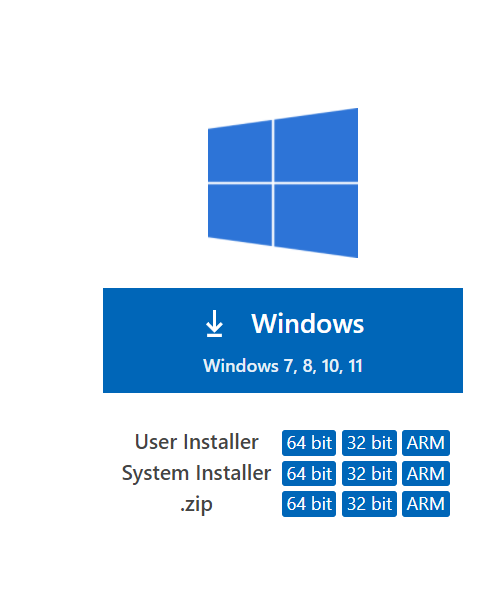 Windows
Windows 7, 8, 10, 11
User Installer 64 bit 32 bit ARM
System Installer 64 bit 32 bit ARM
.zip 64 bit 32 bit ARM